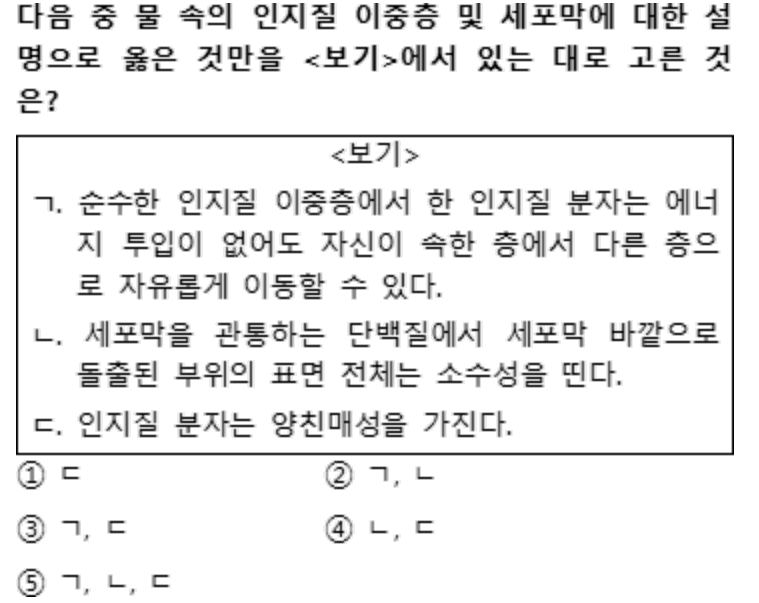 다음 중 물 속의 인지질 이중층 및 세포막에 대한 설
명으로 옳은 것만을 <보기>에서 있는 대로 고른 것
은?
<보기>
ㄱ. 순수한 인지질 이중층에서 한 인지질 분자는 에너
지 투입이 없어도 자신이 속한 층에서 다른 층으
로 자유롭게 이동할 수 있다.
ㄴ. 세포막을 관통하는 단백질에서 세포막 바깥으로
돌출된 부위의 표면 전체는 소수성을 띤다.
ㄷ. 인지질 분자는 양친매성을 가진다.
① ㄷ ② ㄱ, ㄴ
③ ㄱ, ㄷ ④ ㄴ, ㄷ
⑤ ㄱ, ㄴ, ㄷ